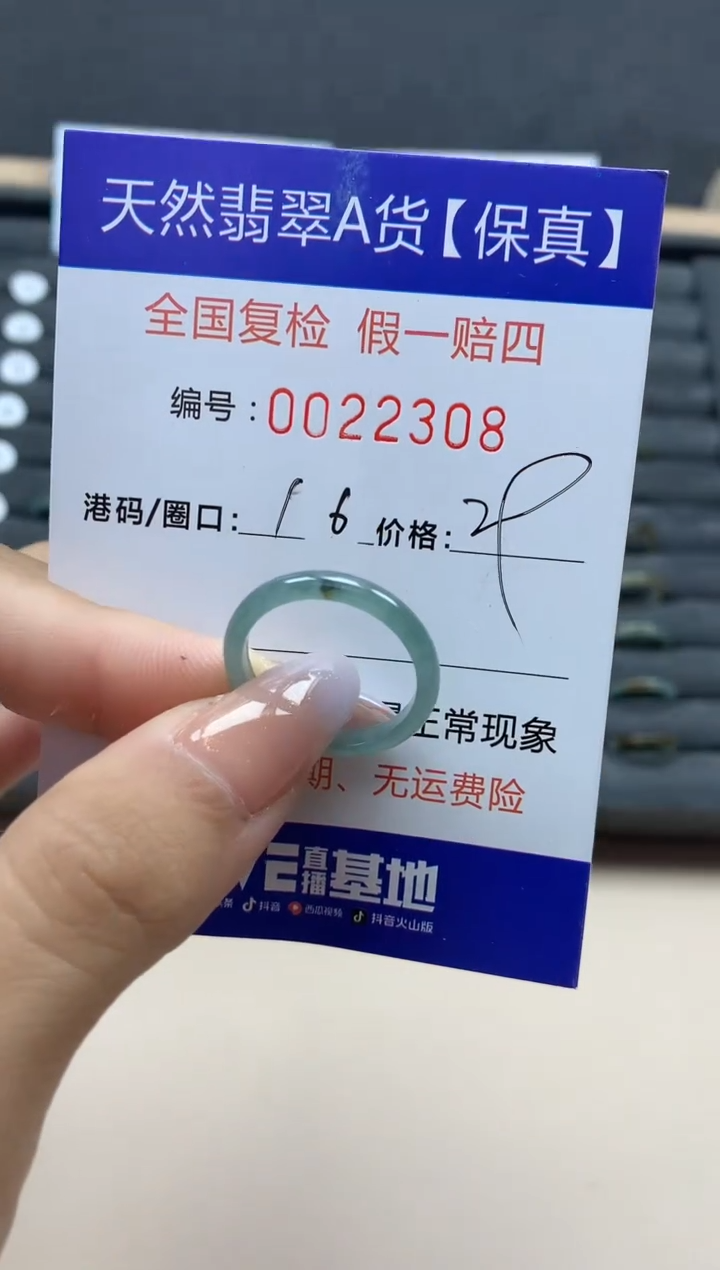 天然翡翠A货【保真】
全国复检 假一赔四
编号：0022308
港码/圈口：16 价格：
正常现象
期、无运费险
直播基地
抖音 西瓜视频 抖音火山版